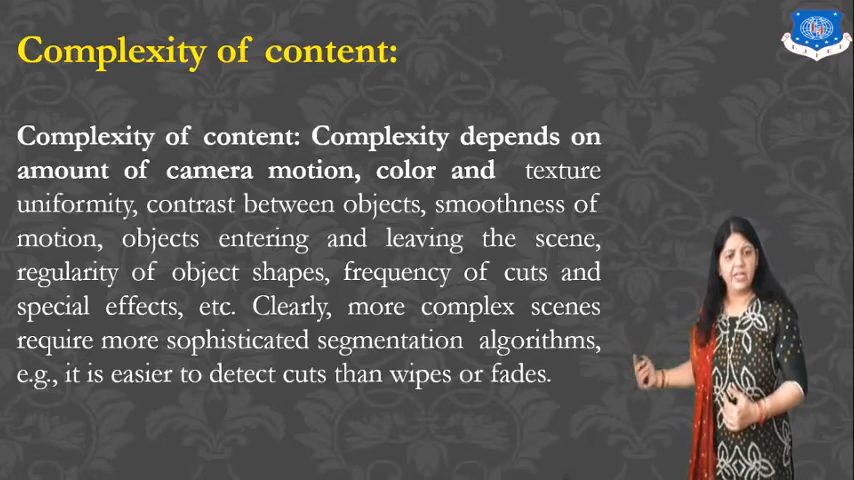 Complexity of content:
Complexity of content: Complexity depends on
amount of camera motion, color and texture
uniformity, contrast between objects, smoothness of
motion, objects entering and leaving the scene,
regularity of object shapes, frequency of cuts and
special effects, etc. Clearly, more complex scenes
require more sophisticated segmentation algorithms,
e.g., it is easier to detect cuts than wipes or fades.